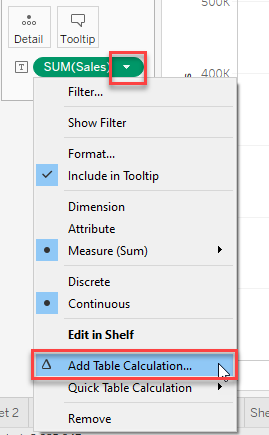 500K
Detail
Tooltip
T
SUM(Sales)
400K
Filter...
Show Filter
Format...
Include in Tooltip
Dimension
Attribute
Measure (Sum)
Discrete
Continuous
Edit in Shelf
Δ Add Table Calculation...
Quick Table Calculation
et 2
She
Remove